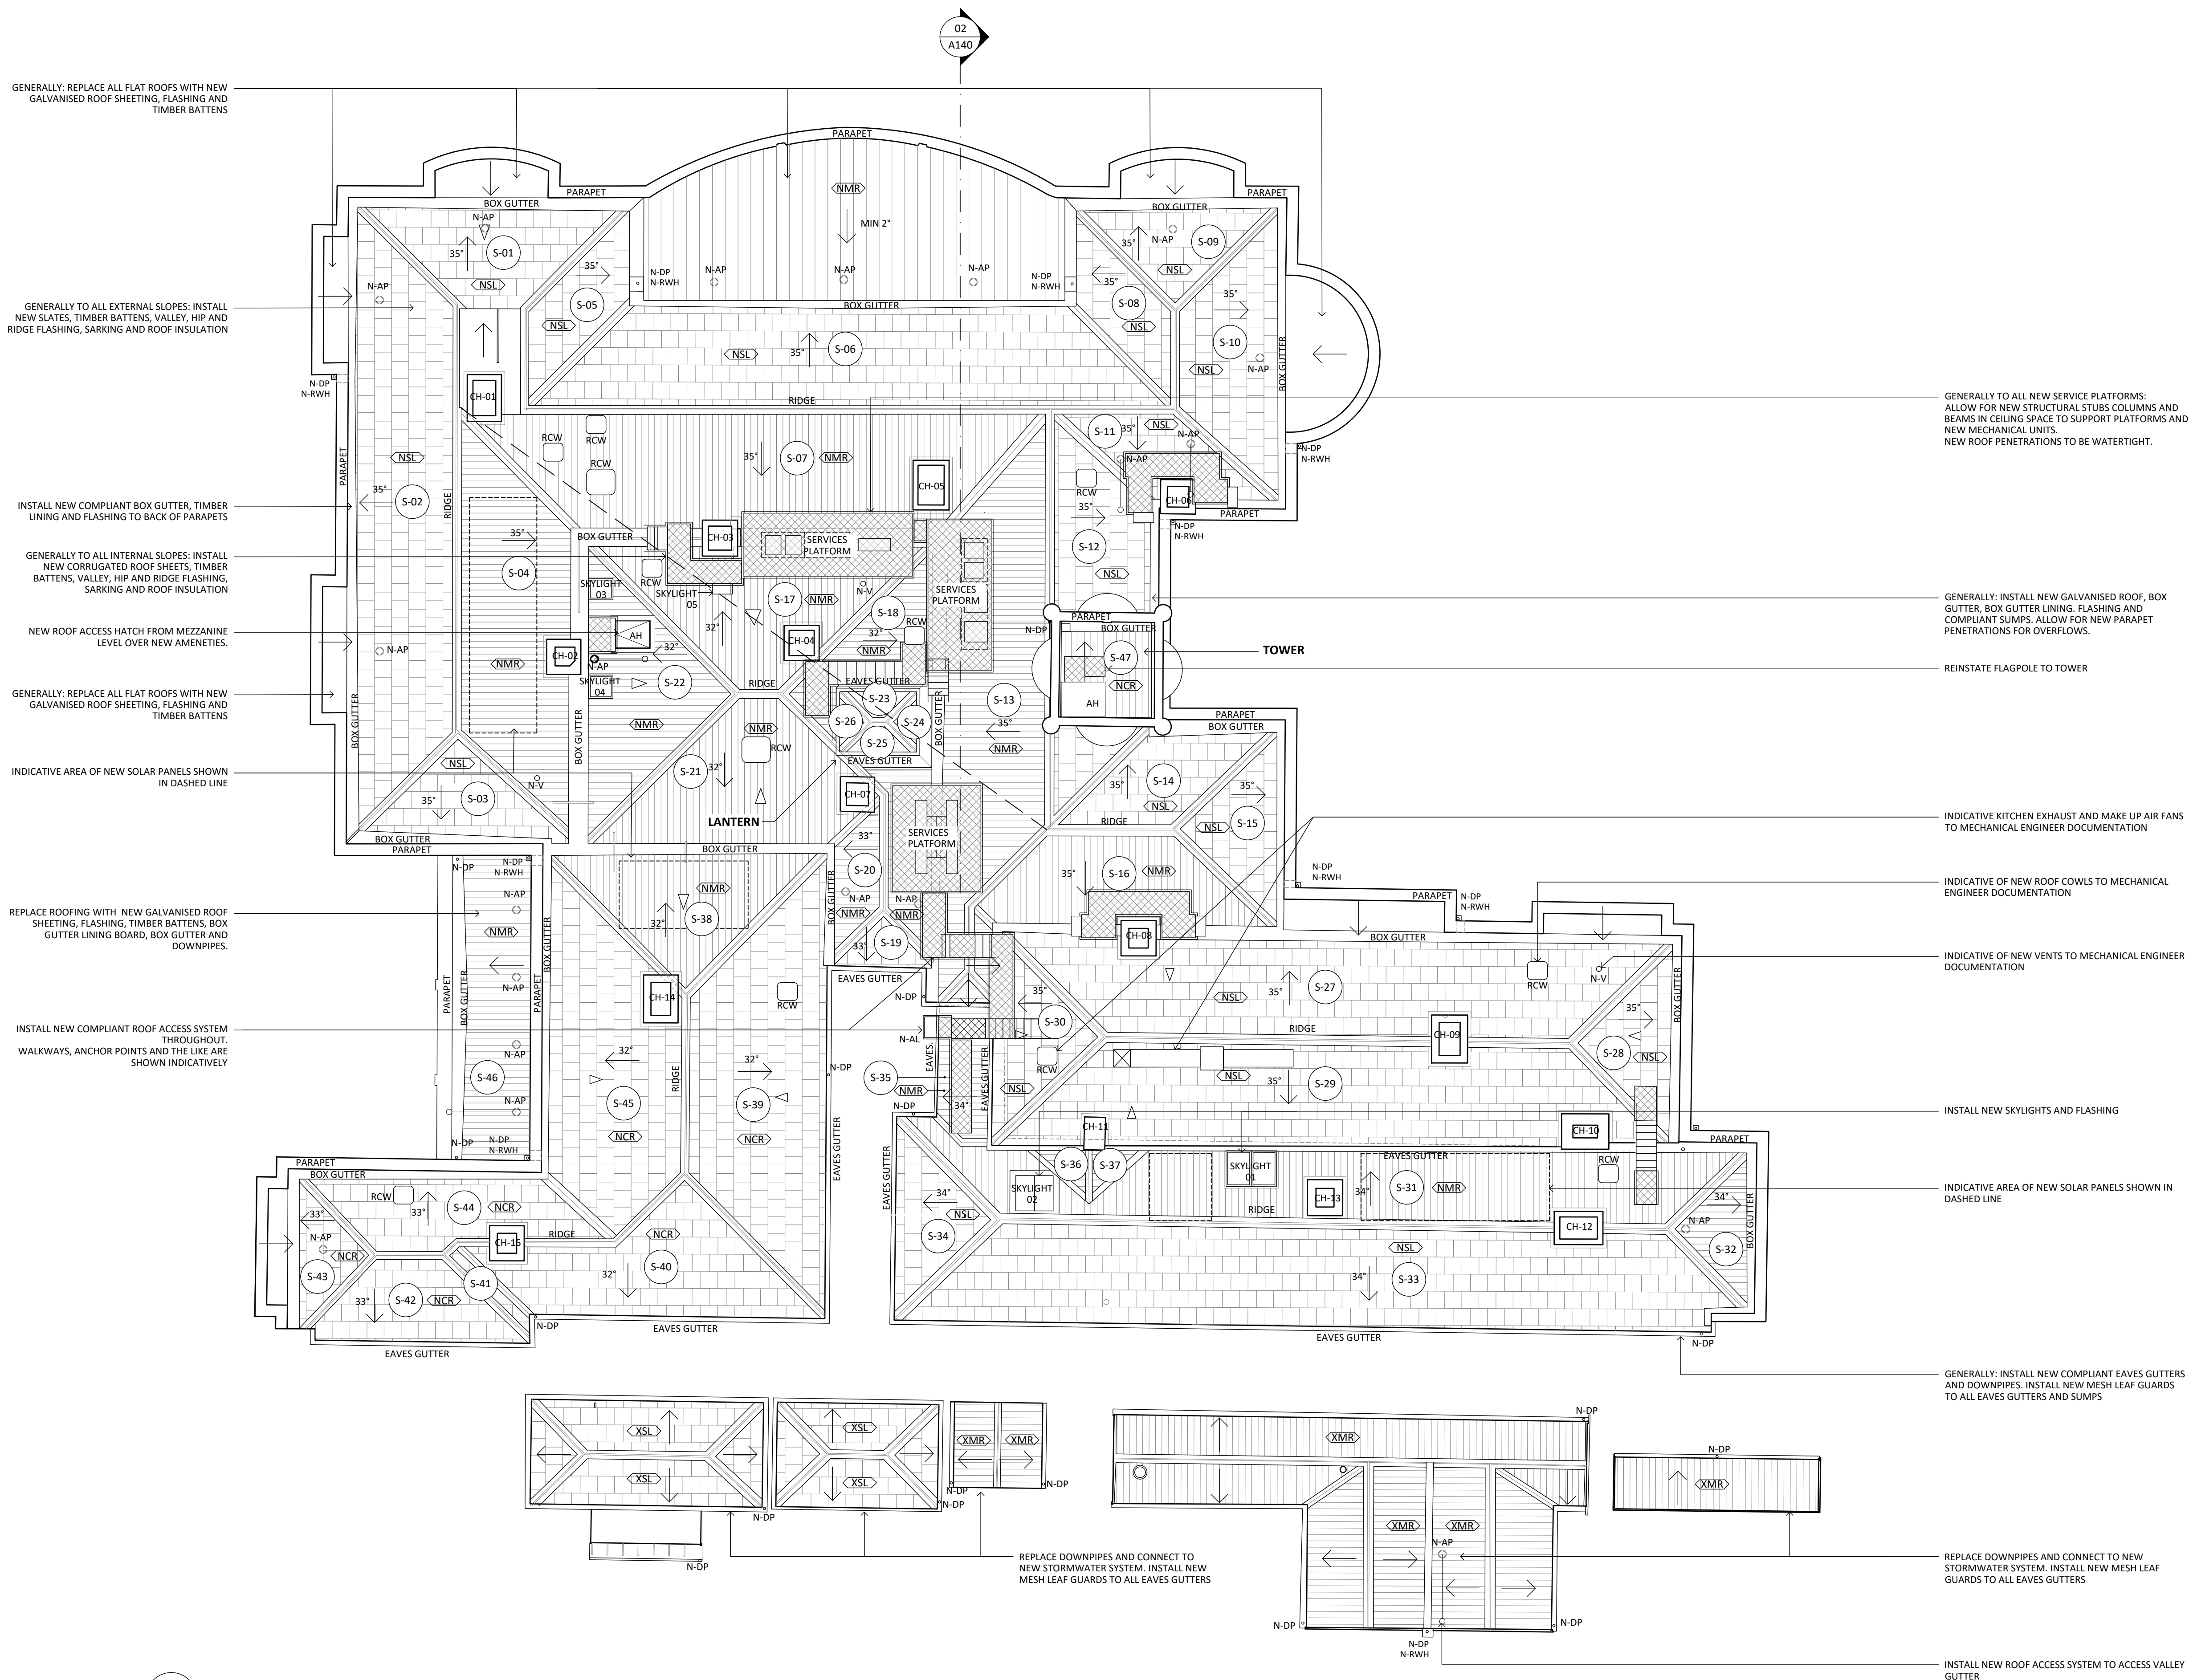 02
A140
GENERALLY: REPLACE ALL FLAT ROOFS WITH NEW
GALVANISED ROOF SHEETING, FLASHING AND
TIMBER BATTENS
GENERALLY TO ALL EXTERNAL SLOPES: INSTALL
NEW SLATES, TIMBER BATTENS, VALLEY, HIP AND
RIDGE FLASHING, SARKING AND ROOF INSULATION
INSTALL NEW COMPLIANT BOX GUTTER, TIMBER
LINING AND FLASHING TO BACK OF PARAPETS
GENERALLY TO ALL INTERNAL SLOPES: INSTALL
NEW CORRUGATED ROOF SHEETS, TIMBER
BATTENS, VALLEY, HIP AND RIDGE FLASHING,
SARKING AND ROOF INSULATION
NEW ROOF ACCESS HATCH FROM MEZZANINE
LEVEL OVER NEW AMENETIES.
GENERALLY: REPLACE ALL FLAT ROOFS WITH NEW
GALVANISED ROOF SHEETING, FLASHING AND
TIMBER BATTENS
INDICATIVE AREA OF NEW SOLAR PANELS SHOWN
IN DASHED LINE
REPLACE ROOFING WITH NEW GALVANISED ROOF
SHEETING, FLASHING, TIMBER BATTENS, BOX
GUTTER LINING BOARD, BOX GUTTER AND
DOWNPIPES.
INSTALL NEW COMPLIANT ROOF ACCESS SYSTEM
THROUGHOUT.
WALKWAYS, ANCHOR POINTS AND THE LIKE ARE
SHOWN INDICATIVELY
PARAPET
PARAPET
BOX GUTTER
N-AP
S-01
35°
NSL
N-AP
35°
S-05
NSL
NMR
MIN 2°
N-DP
N-RWH
N-AP
N-AP
N-AP
N-DP
N-RWH
BOX GUTTER
S-06
35°
NSL
RIDGE
PARAPET
BOX GUTTER
N-AP
35°
S-09
NSL
35°
S-08
NSL
35°
S-10
NSL
N-AP
BOX GUTTER
N-DP
N-RWH
CH-01
N-DP
N-RWH
PARAPET
NSL
35°
S-02
RIDGE
N-AP
BOX GUTTER
RCW
RCW
RCW
35°
S-07
NMR
CH-05
S-11
35°
NSL
N-AP
N-AP
RCW
CH-06
PARAPET
N-DP
N-RWH
35°
S-12
NSL
35°
S-04
NMR
BOX GUTTER
CH-03
SERVICES
PLATFORM
SERVICES
PLATFORM
RCW
SKYLIGHT
03
SKYLIGHT
05
S-17
NMR
N-V
S-18
RCW
32°
NMR
32°
CH-04
AH
CH-02
N-AP
32°
SKYLIGHT
04
S-22
NMR
RIDGE
EAVES GUTTER
S-23
S-26
S-24
S-25
EAVES GUTTER
BOX GUTTER
S-13
35°
NMR
N-DP
PARAPET
BOX GUTTER
S-47
NCR
AH
TOWER
PARAPET
BOX GUTTER
NMR
RCW
S-21
32°
BOX GUTTER
NSL
S-03
35°
N-V
BOX GUTTER
PARAPET
LANTERN
CH-07
SERVICES
PLATFORM
33°
S-20
N-AP
N-AP
NMR
NMR
S-19
33°
EAVES GUTTER
N-DP
35°
S-14
NSL
35°
S-15
NSL
RIDGE
35°
S-16
NMR
CH-08
N-DP
N-RWH
PARAPET
N-DP
N-RWH
BOX GUTTER
BOX GUTTER
BOX GUTTER
NMR
32°
S-38
N-DP
N-DP
N-RWH
N-AP
NMR
N-AP
N-AP
S-46
N-AP
PARAPET
BOX GUTTER
PARAPET
BOX GUTTER
N-DP
N-DP
N-RWH
CH-14
RCW
32°
S-45
NCR
RIDGE
32°
S-39
NCR
N-DP
EAVES GUTTER
35°
S-27
NSL
RIDGE
RCW
N-V
35°
S-28
NSL
BOX GUTTER
CH-09
35°
S-30
RCW
NSL
N-AL
EAVES
S-35
NMR
34°
EAVES GUTTER
N-DP
NSL
35°
S-29
CH-11
CH-10
EAVES GUTTER
PARAPET
RCW
S-36
S-37
SKYLIGHT
02
SKYLIGHT
01
CH-13
34°
S-31
NMR
RIDGE
CH-12
34°
N-AP
S-32
BOX GUTTER
EAVES GUTTER
34°
NSL
S-34
NSL
34°
S-33
EAVES GUTTER
N-DP
PARAPET
BOX GUTTER
RCW
33°
S-44
NCR
33°
N-AP
NCR
S-43
CH-15
RIDGE
S-41
NCR
32°
S-40
33°
S-42
NCR
N-DP
EAVES GUTTER
EAVES GUTTER
GENERALLY TO ALL NEW SERVICE PLATFORMS:
ALLOW FOR NEW STRUCTURAL STUBS COLUMNS AND
BEAMS IN CEILING SPACE TO SUPPORT PLATFORMS AND
NEW MECHANICAL UNITS.
NEW ROOF PENETRATIONS TO BE WATERTIGHT.
GENERALLY: INSTALL NEW GALVANISED ROOF, BOX
GUTTER, BOX GUTTER LINING. FLASHING AND
COMPLIANT SUMPS. ALLOW FOR NEW PARAPET
PENETRATIONS FOR OVERFLOWS.
REINSTATE FLAGPOLE TO TOWER
INDICATIVE KITCHEN EXHAUST AND MAKE UP AIR FANS
TO MECHANICAL ENGINEER DOCUMENTATION
INDICATIVE OF NEW ROOF COWLS TO MECHANICAL
ENGINEER DOCUMENTATION
INDICATIVE OF NEW VENTS TO MECHANICAL ENGINEER
DOCUMENTATION
INSTALL NEW SKYLIGHTS AND FLASHING
INDICATIVE AREA OF NEW SOLAR PANELS SHOWN IN
DASHED LINE
GENERALLY: INSTALL NEW COMPLIANT EAVES GUTTERS
AND DOWNPIPES. INSTALL NEW MESH LEAF GUARDS
TO ALL EAVES GUTTERS AND SUMPS
XSL
XSL
N-DP
N-DP
XSL
XSL
N-DP
XMR
XMR
N-DP
N-DP
REPLACE DOWNPIPES AND CONNECT TO
NEW STORMWATER SYSTEM. INSTALL NEW
MESH LEAF GUARDS TO ALL EAVES GUTTERS
N-DP
XMR
XMR
XMR
N-AP
N-DP
N-DP
N-DP
N-RWH
N-DP
XMR
REPLACE DOWNPIPES AND CONNECT TO NEW
STORMWATER SYSTEM. INSTALL NEW MESH LEAF
GUARDS TO ALL EAVES GUTTERS
INSTALL NEW ROOF ACCESS SYSTEM TO ACCESS VALLEY
GUTTER